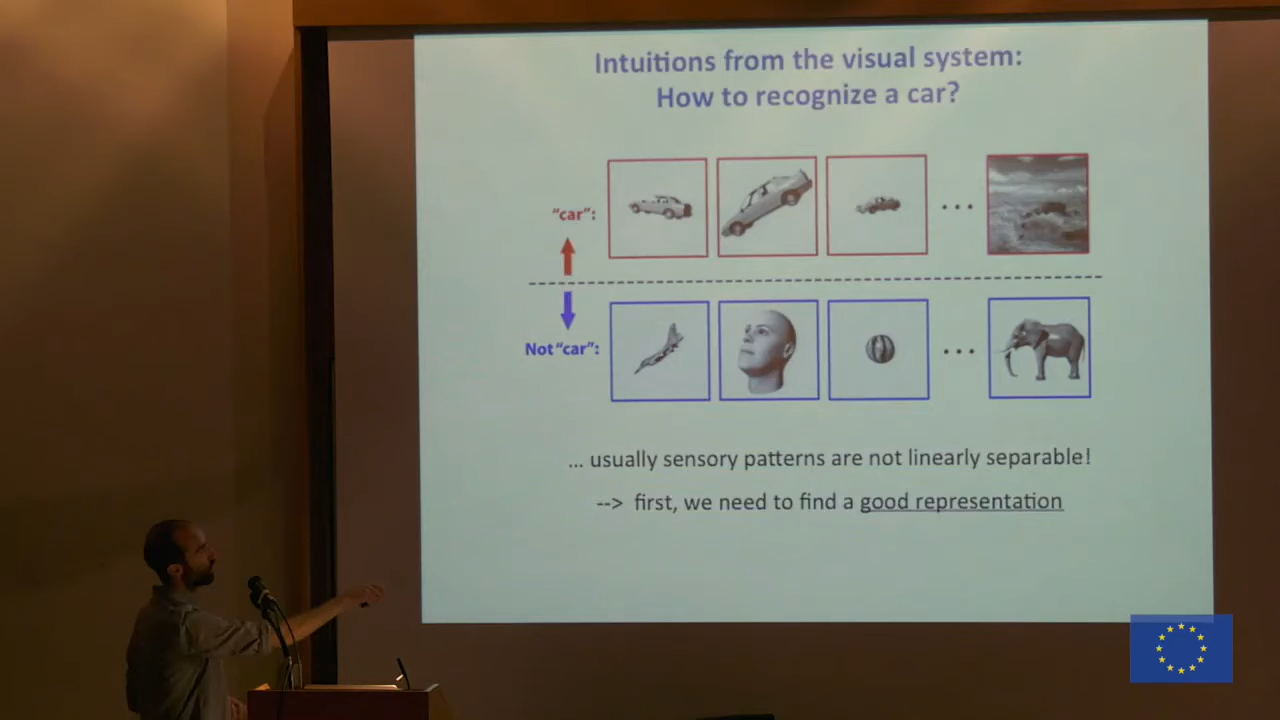 Intuitions from the visual system:
How to recognize a car?
“car”:
. . .
Not “car”:
. . .
... usually sensory patterns are not linearly separable!
--> first, we need to find a good representation